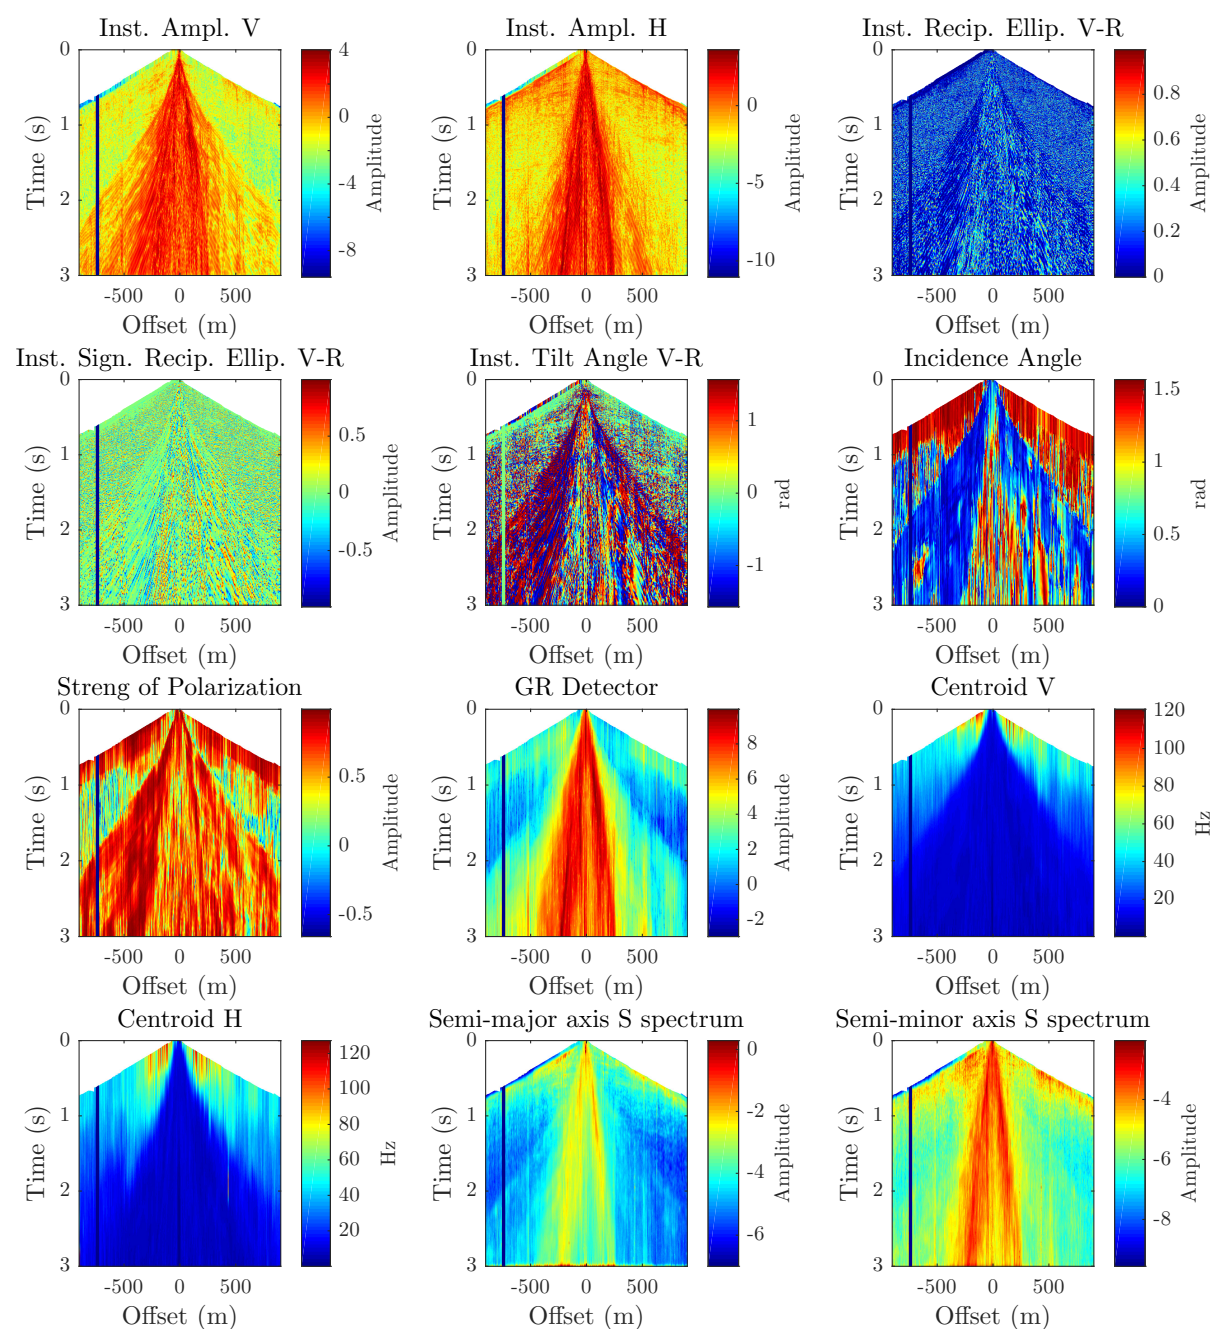 Inst. Ampl. V
Inst. Ampl. H
Inst. Recip. Ellip. V-R
0
1
2
3
Time (s)
-500
0
500
Offset (m)
4
0
-4
-8
Amplitude
0
1
2
3
Time (s)
-500
0
500
Offset (m)
0
-5
-10
Amplitude
0
1
2
3
Time (s)
-500
0
500
Offset (m)
0.8
0.6
0.4
0.2
0
Amplitude
Inst. Sign. Recip. Ellip. V-R
Inst. Tilt Angle V-R
Incidence Angle
0
1
2
3
Time (s)
-500
0
500
Offset (m)
0.5
0
-0.5
Amplitude
0
1
2
3
Time (s)
-500
0
500
Offset (m)
1
0
-1
rad
0
1
2
3
Time (s)
-500
0
500
Offset (m)
1.5
1
0.5
0
rad
Streng of Polarization
GR Detector
Centroid V
0
1
2
3
Time (s)
-500
0
500
Offset (m)
0.5
0
-0.5
Amplitude
0
1
2
3
Time (s)
-500
0
500
Offset (m)
8
6
4
2
0
-2
Amplitude
0
1
2
3
Time (s)
-500
0
500
Offset (m)
120
100
80
60
40
20
Hz
Centroid H
Semi-major axis S spectrum
Semi-minor axis S spectrum
0
1
2
3
Time (s)
-500
0
500
Offset (m)
120
100
80
60
40
20
Hz
0
1
2
3
Time (s)
-500
0
500
Offset (m)
0
-2
-4
-6
Amplitude
0
1
2
3
Time (s)
-500
0
500
Offset (m)
-4
-6
-8
Amplitude